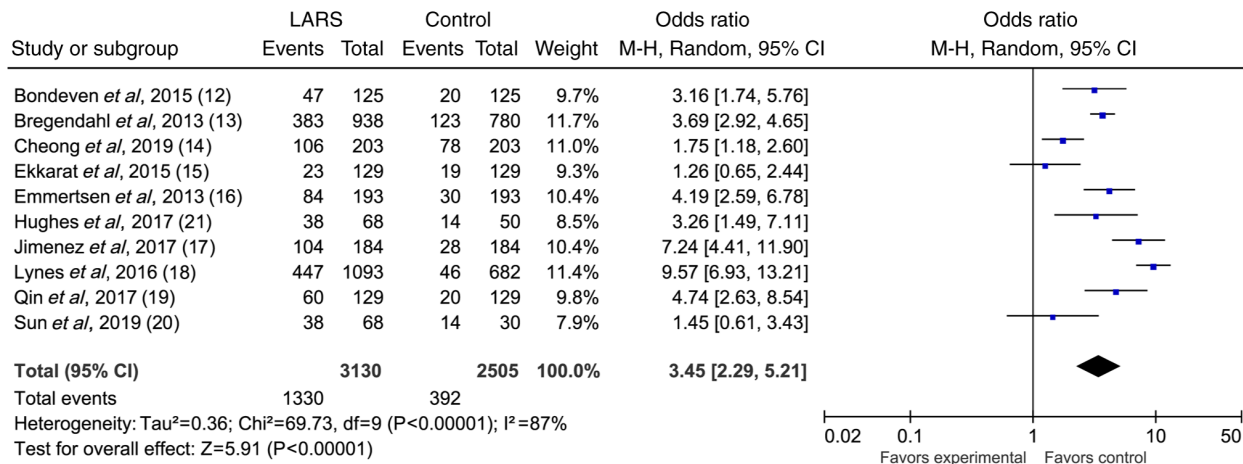 LARS Control Odds ratio Odds ratio
Study or subgroup Events Total Events Total Weight M-H, Random, 95% CI M-H, Random, 95% CI
Bondeven et al, 2015 (12) 47 125 20 125 9.7% 3.16 [1.74, 5.76]
Bregendahl et al, 2013 (13) 383 938 123 780 11.7% 3.69 [2.92, 4.65]
Cheong et al, 2019 (14) 106 203 78 203 11.0% 1.75 [1.18, 2.60]
Ekkarat et al, 2015 (15) 23 129 19 129 9.3% 1.26 [0.65, 2.44]
Emmertsen et al, 2013 (16) 84 193 30 193 10.4% 4.19 [2.59, 6.78]
Hughes et al, 2017 (21) 38 68 14 50 8.5% 3.26 [1.49, 7.11]
Jimenez et al, 2017 (17) 104 184 28 184 10.4% 7.24 [4.41, 11.90]
Lynes et al, 2016 (18) 447 1093 46 682 11.4% 9.57 [6.93, 13.21]
Qin et al, 2017 (19) 60 129 20 129 9.8% 4.74 [2.63, 8.54]
Sun et al, 2019 (20) 38 68 14 30 7.9% 1.45 [0.61, 3.43]
Total (95% CI) 3130 2505 100.0% 3.45 [2.29, 5.21]
Total events 1330 392
Heterogeneity: Tau²=0.36; Chi²=69.73, df=9 (P<0.00001); I²=87%
Test for overall effect: Z=5.91 (P<0.00001)
0.02 0.1 1 10 50
Favors experimental Favors control